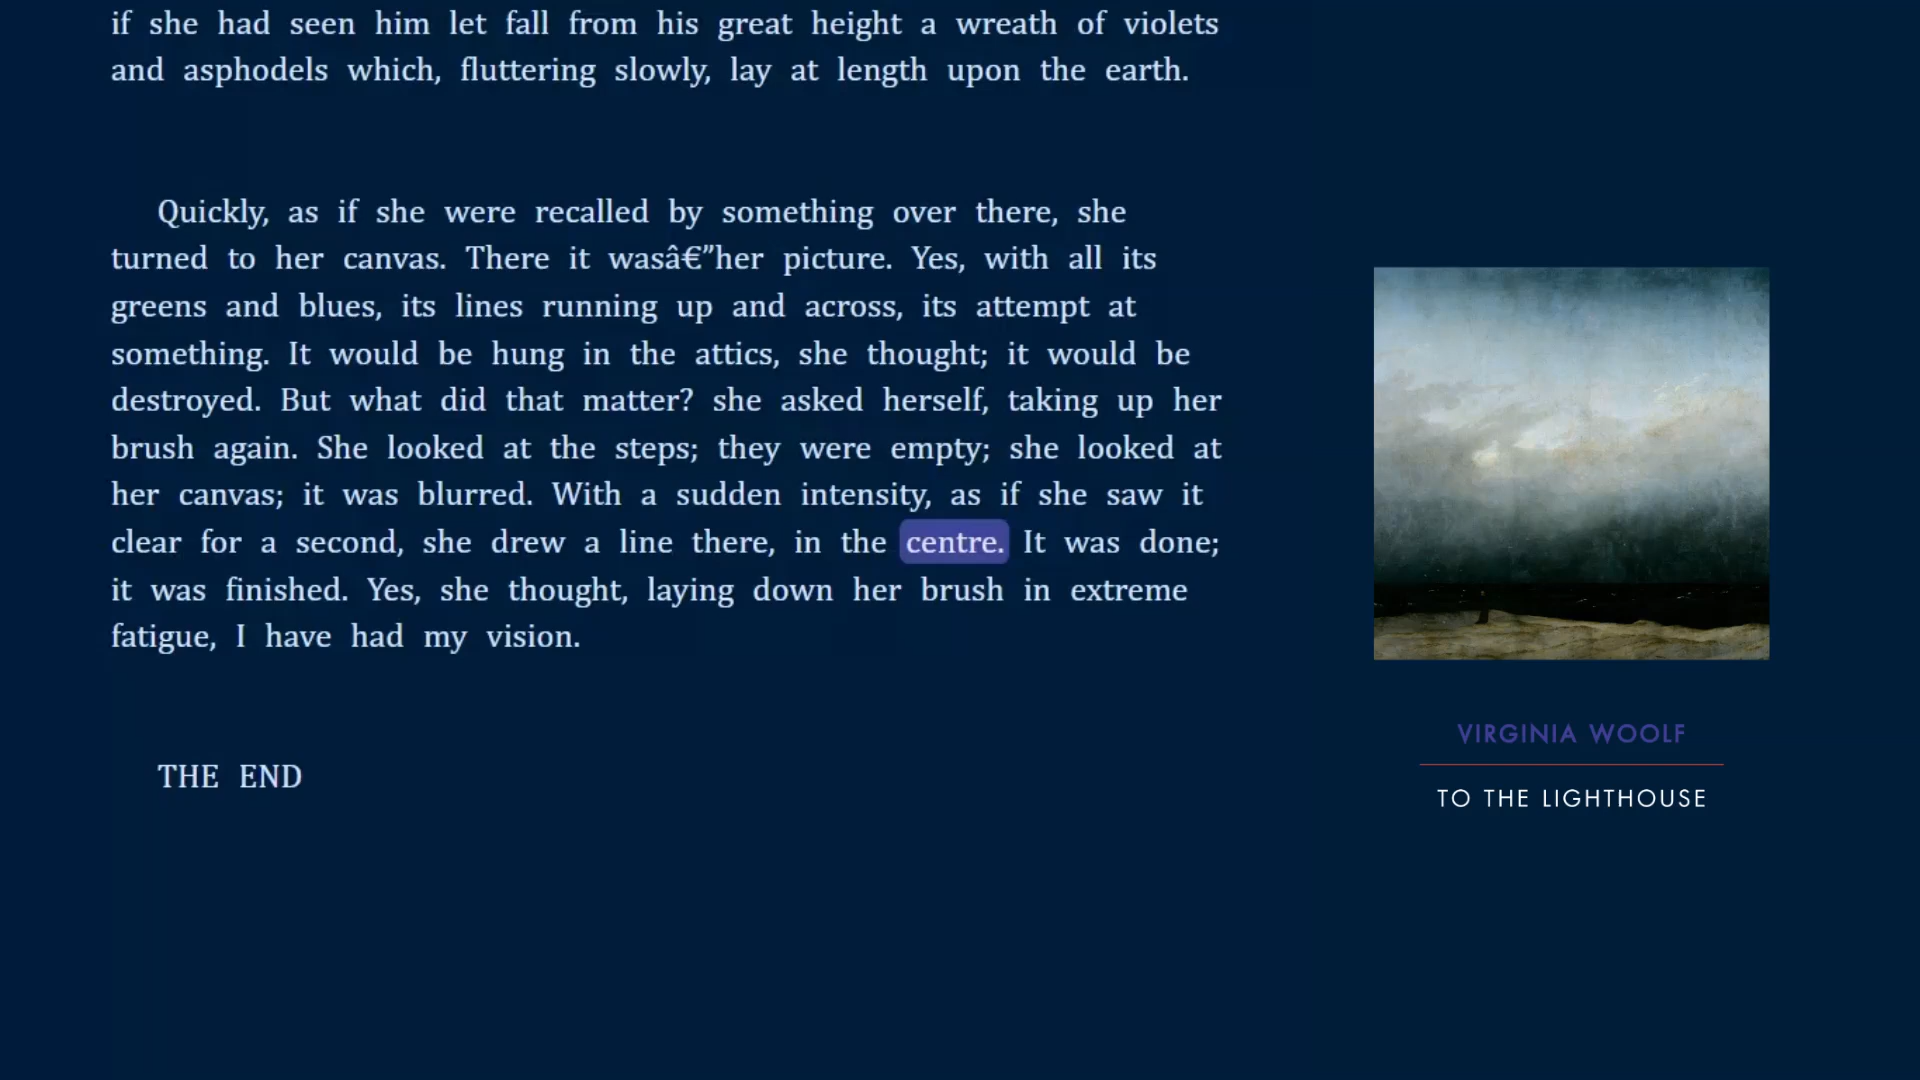 if she had seen him let fall from his great height a wreath of violets
and asphodels which, fluttering slowly, lay at length upon the earth.
Quickly, as if she were recalled by something over there, she
turned to her canvas. There it wasâ€”her picture. Yes, with all its
greens and blues, its lines running up and across, its attempt at
something. It would be hung in the attics, she thought; it would be
destroyed. But what did that matter? she asked herself, taking up her
brush again. She looked at the steps; they were empty; she looked at
her canvas; it was blurred. With a sudden intensity, as if she saw it
clear for a second, she drew a line there, in the centre. It was done;
it was finished. Yes, she thought, laying down her brush in extreme
fatigue, I have had my vision.
THE END
VIRGINIA WOOLF
TO THE LIGHTHOUSE